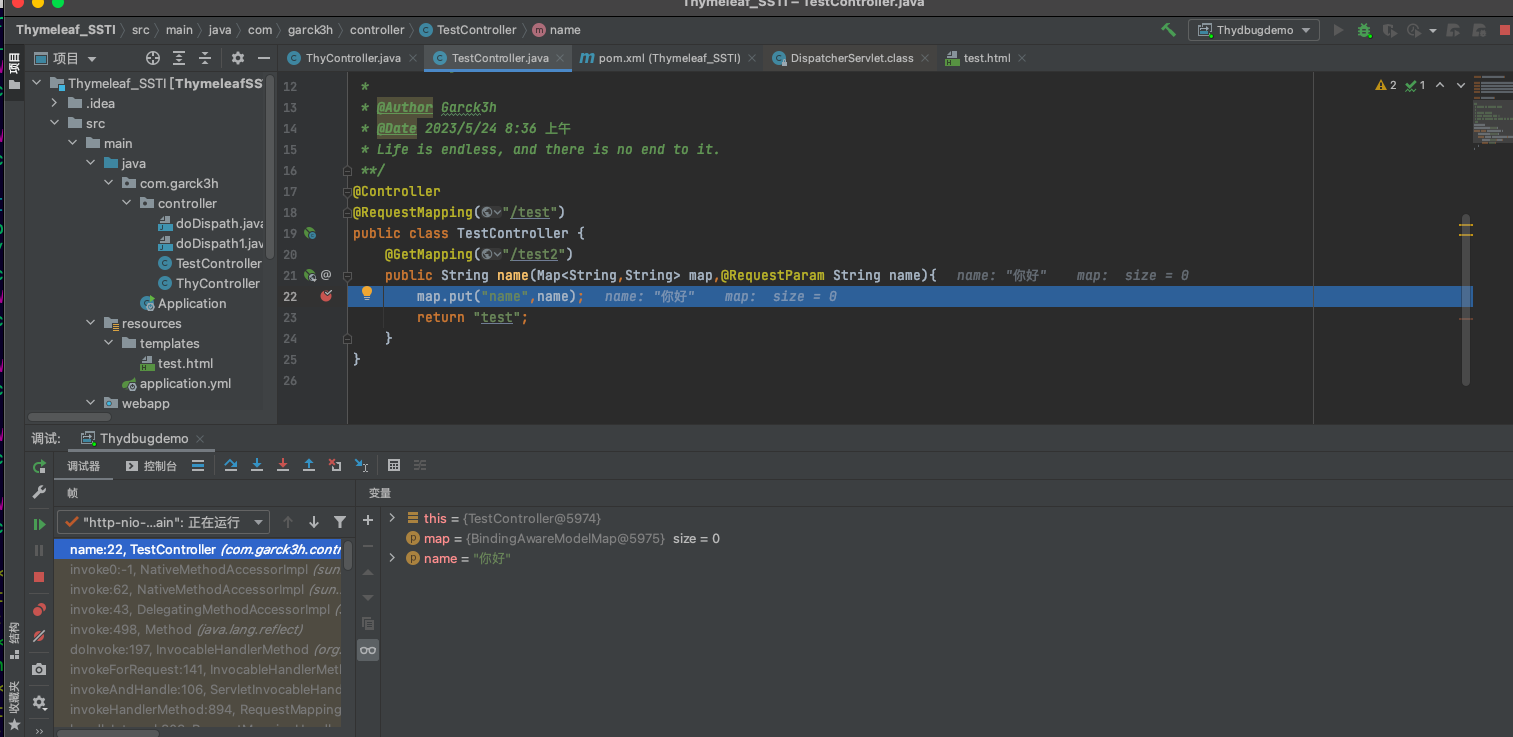 Thymeleaf_SSTI – TestController.java
Thymeleaf_SSTI 〉 src 〉 main 〉 java 〉 com 〉 garck3h 〉 controller 〉 TestController 〉 name
Thydbugdemo
项目
项目
ThyController.java
TestController.java
pom.xml (Thymeleaf_SSTI)
DispatcherServlet.class
test.html
Thymeleaf_SSTI [ThymeleafSS
.idea
src
main
java
com.garck3h
controller
doDispath.java
doDispath1.jav
TestController
ThyController
Application
resources
templates
test.html
application.yml
webapp
2 1
12 *
13 * @Author Garck3h
14 * @Date 2023/5/24 8:36 上午
15 * Life is endless, and there is no end to it.
16 **/
17 @Controller
18 @RequestMapping("/test")
19 public class TestController {
20 @GetMapping("/test2")
21 @ public String name(Map<String,String> map,@RequestParam String name){ name: "你好" map: size = 0
22 map.put("name",name); name: "你好" map: size = 0
23 return "test";
24 }
25 }
26
调试: Thydbugdemo
调试器 控制台
帧
变量
"http-nio-...ain": 正在运行
name:22, TestController (com.garck3h.contr
invoke0:-1, NativeMethodAccessorImpl (sun.
invoke:62, NativeMethodAccessorImpl (sun..
invoke:43, DelegatingMethodAccessorImpl (
invoke:498, Method (java.lang.reflect)
doInvoke:197, InvocableHandlerMethod (org
invokeForRequest:141, InvocableHandlerMet
invokeAndHandle:106, ServletInvocableHand
invokeHandlerMethod:894, RequestMapping
this = {TestController@5974}
map = {BindingAwareModelMap@5975} size = 0
name = "你好"
结构
收藏夹